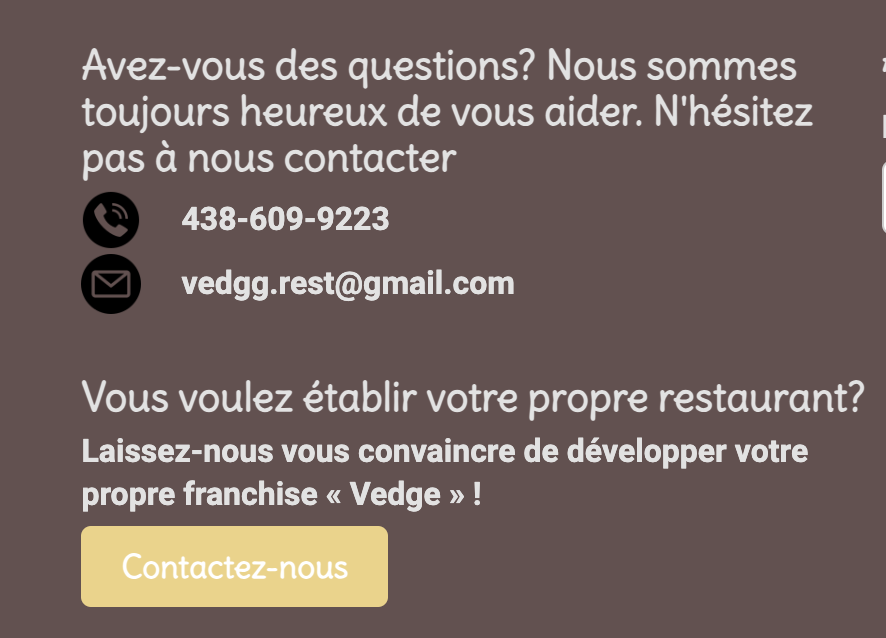 Avez-vous des questions? Nous sommes
toujours heureux de vous aider. N'hésitez
pas à nous contacter
438-609-9223
vedgg.rest@gmail.com
Vous voulez établir votre propre restaurant?
Laissez-nous vous convaincre de développer votre
propre franchise « Vedge » !
Contactez-nous